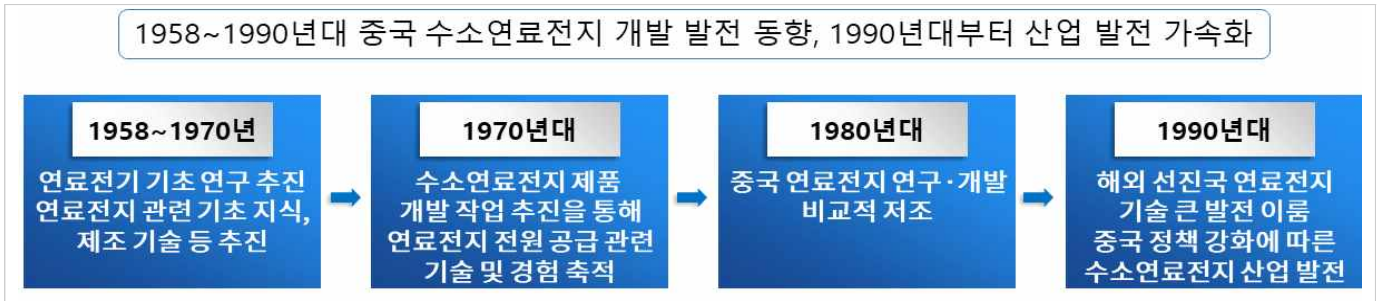 1958~1990년대 중국 수소연료전지 개발 발전 동향, 1990년대부터 산업 발전 가속화
1958~1970년
연료전기 기초 연구 추진
연료전지 관련 기초 지식,
제조 기술 등 추진
1970년대
수소연료전지 제품
개발 작업 추진을 통해
연료전지 전원 공급 관련
기술 및 경험 축적
1980년대
중국 연료전지 연구·개발
비교적 저조
1990년대
해외 선진국 연료전지
기술 큰 발전 이룸
중국 정책 강화에 따른
수소연료전지 산업 발전